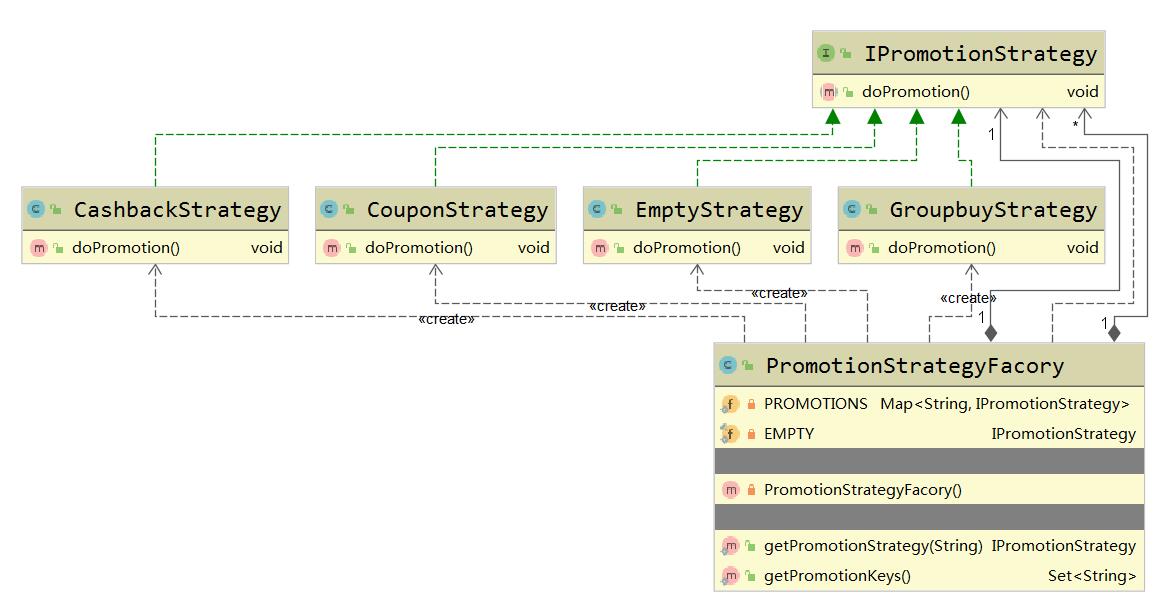 IPromotionStrategy
doPromotion() void
1 *
CashbackStrategy CouponStrategy EmptyStrategy GroupbuyStrategy
doPromotion() void doPromotion() void doPromotion() void doPromotion() void
«create» «create» «create» «create»
1 1
PromotionStrategyFacory
PROMOTIONS Map<String, IPromotionStrategy>
EMPTY IPromotionStrategy
PromotionStrategyFacory()
getPromotionStrategy(String) IPromotionStrategy
getPromotionKeys() Set<String>